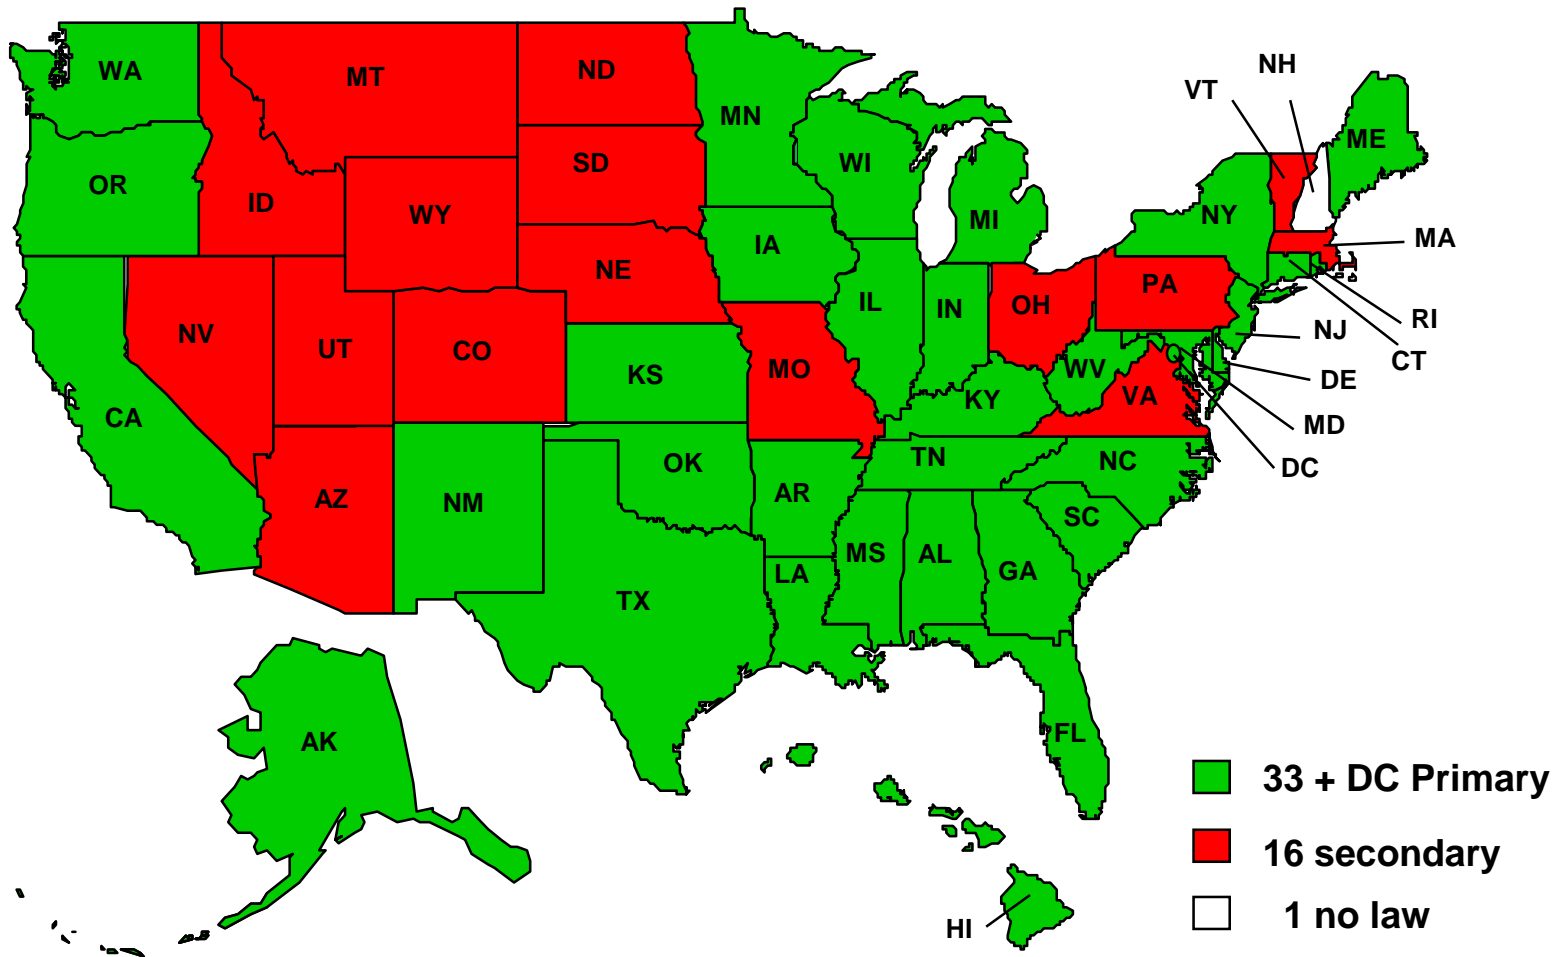 NH
VT
WA
MT
ND
MN
ME
WI
SD
OR
ID
WY
NY
MI
MA
IA
NE
PA
IL
IN
OH
RI
NV
NJ
UT
CO
CT
MO
WV
KS
DE
VA
KY
CA
MD
TN
NC
DC
OK
AR
AZ
NM
SC
MS
AL
GA
LA
TX
FL
AK
33 + DC Primary
16 secondary
1 no law
HI